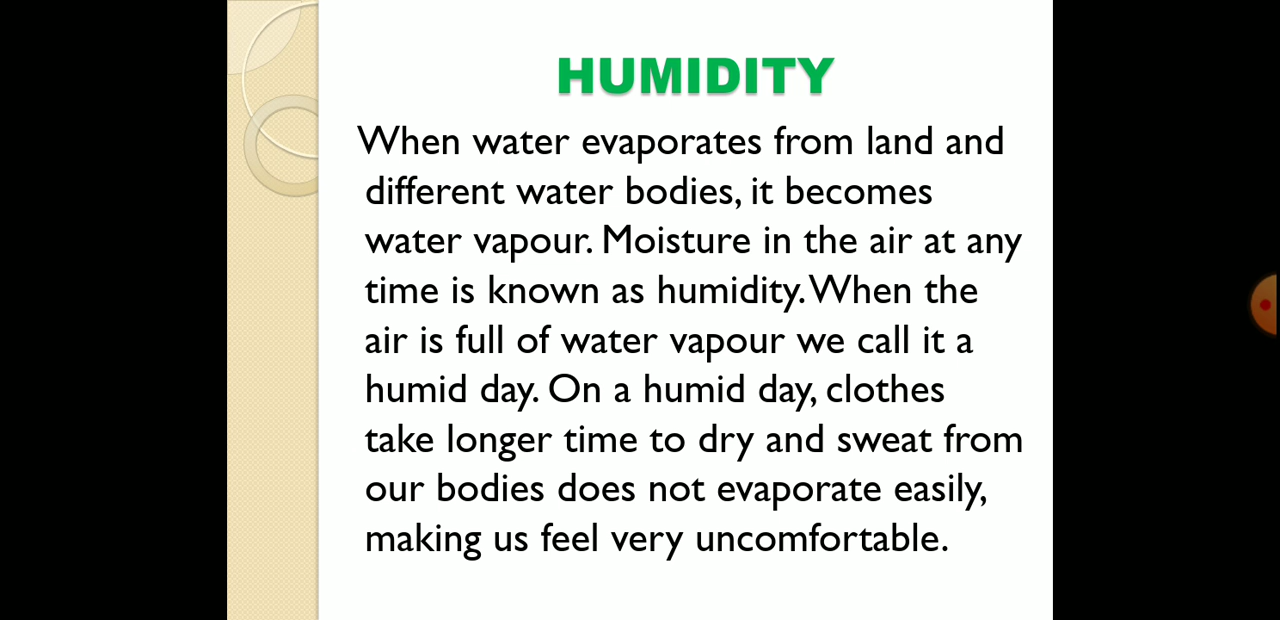 HUMIDITY
When water evaporates from land and
different water bodies, it becomes
water vapour. Moisture in the air at any
time is known as humidity. When the
air is full of water vapour we call it a
humid day. On a humid day, clothes
take longer time to dry and sweat from
our bodies does not evaporate easily,
making us feel very uncomfortable.